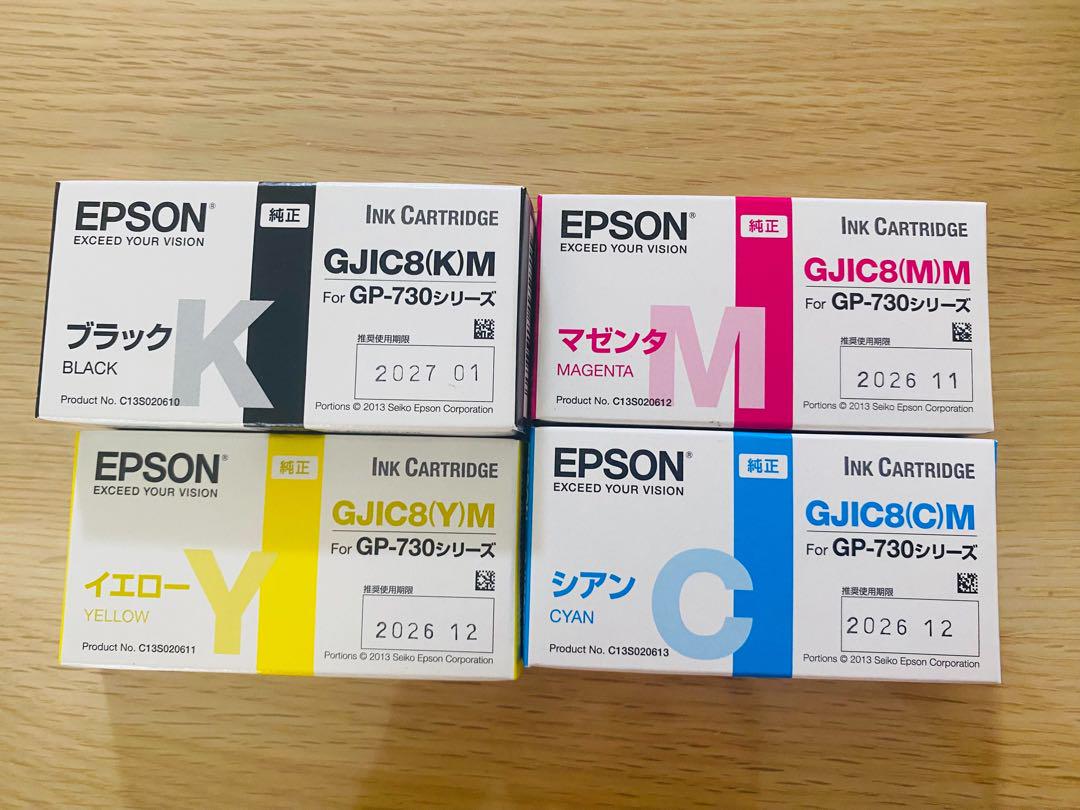 EPSON®
EXCEED YOUR VISION
純正
INK CARTRIDGE
GJIC8(K)M
For GP-730シリーズ
ブラック
BLACK
K
推奨使用期限
2027 01
Product No. C13S020610
Portions © 2013 Seiko Epson Corporation
EPSON®
EXCEED YOUR VISION
純正
INK CARTRIDGE
GJIC8(M)M
For GP-730シリーズ
マゼンタ
MAGENTA
M
推奨使用期限
2026 11
Product No. C13S020612
Portions © 2013 Seiko Epson Corporation
EPSON®
EXCEED YOUR VISION
純正
INK CARTRIDGE
GJIC8(Y)M
For GP-730シリーズ
イエロー
YELLOW
Y
推奨使用期限
2026 12
Product No. C13S020611
Portions © 2013 Seiko Epson Corporation
EPSON®
EXCEED YOUR VISION
純正
INK CARTRIDGE
GJIC8(C)M
For GP-730シリーズ
シアン
CYAN
C
推奨使用期限
2026 12
Product No. C13S020613
Portions © 2013 Seiko Epson Corporation